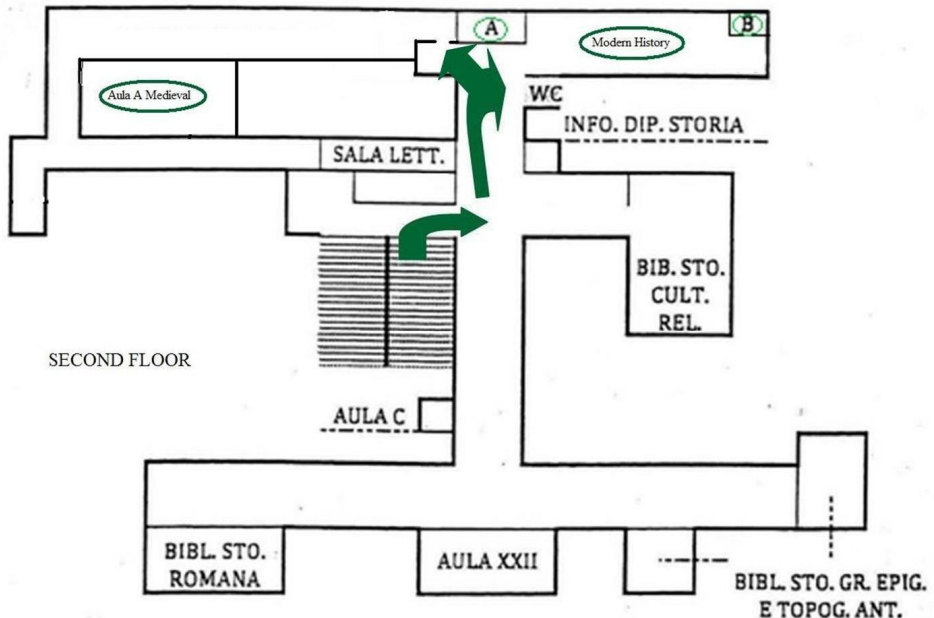 A
B
Modern History
Aula A Medieval
WC
INFO. DIP. STORIA
SALA LETT.
BIB. STO.
CULT.
REL.
SECOND FLOOR
AULA C
BIBL. STO.
ROMANA
AULA XXII
BIBL. STO. GR. EPIG.
E TOPOG. ANT.